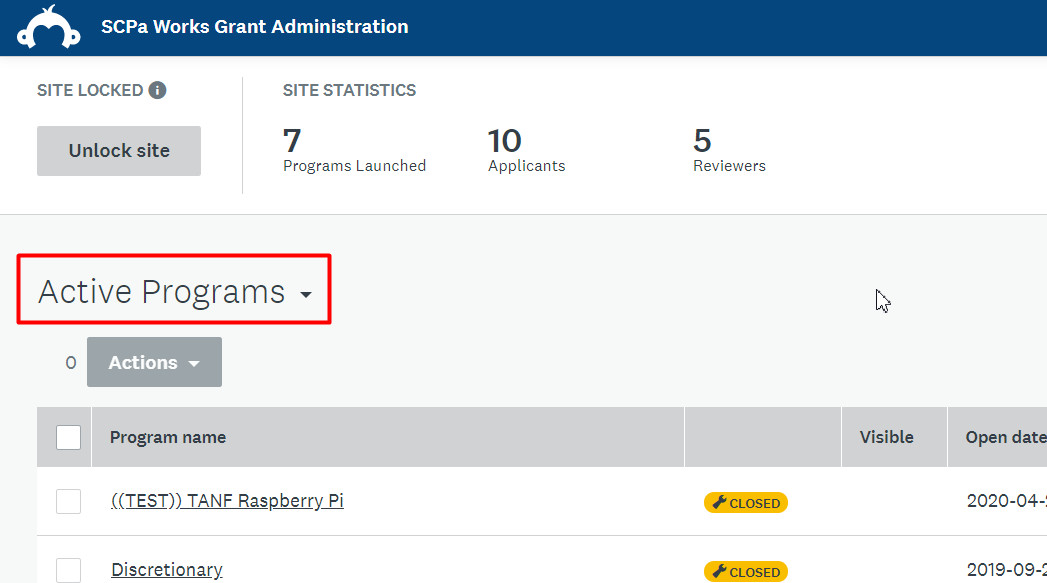 SCPa Works Grant Administration
SITE LOCKED
Unlock site
SITE STATISTICS
7
Programs Launched
10
Applicants
5
Reviewers
Active Programs
0
Actions
Program name
Visible
Open date
((TEST)) TANF Raspberry Pi
CLOSED
2020-04-
Discretionary
CLOSED
2019-09-2